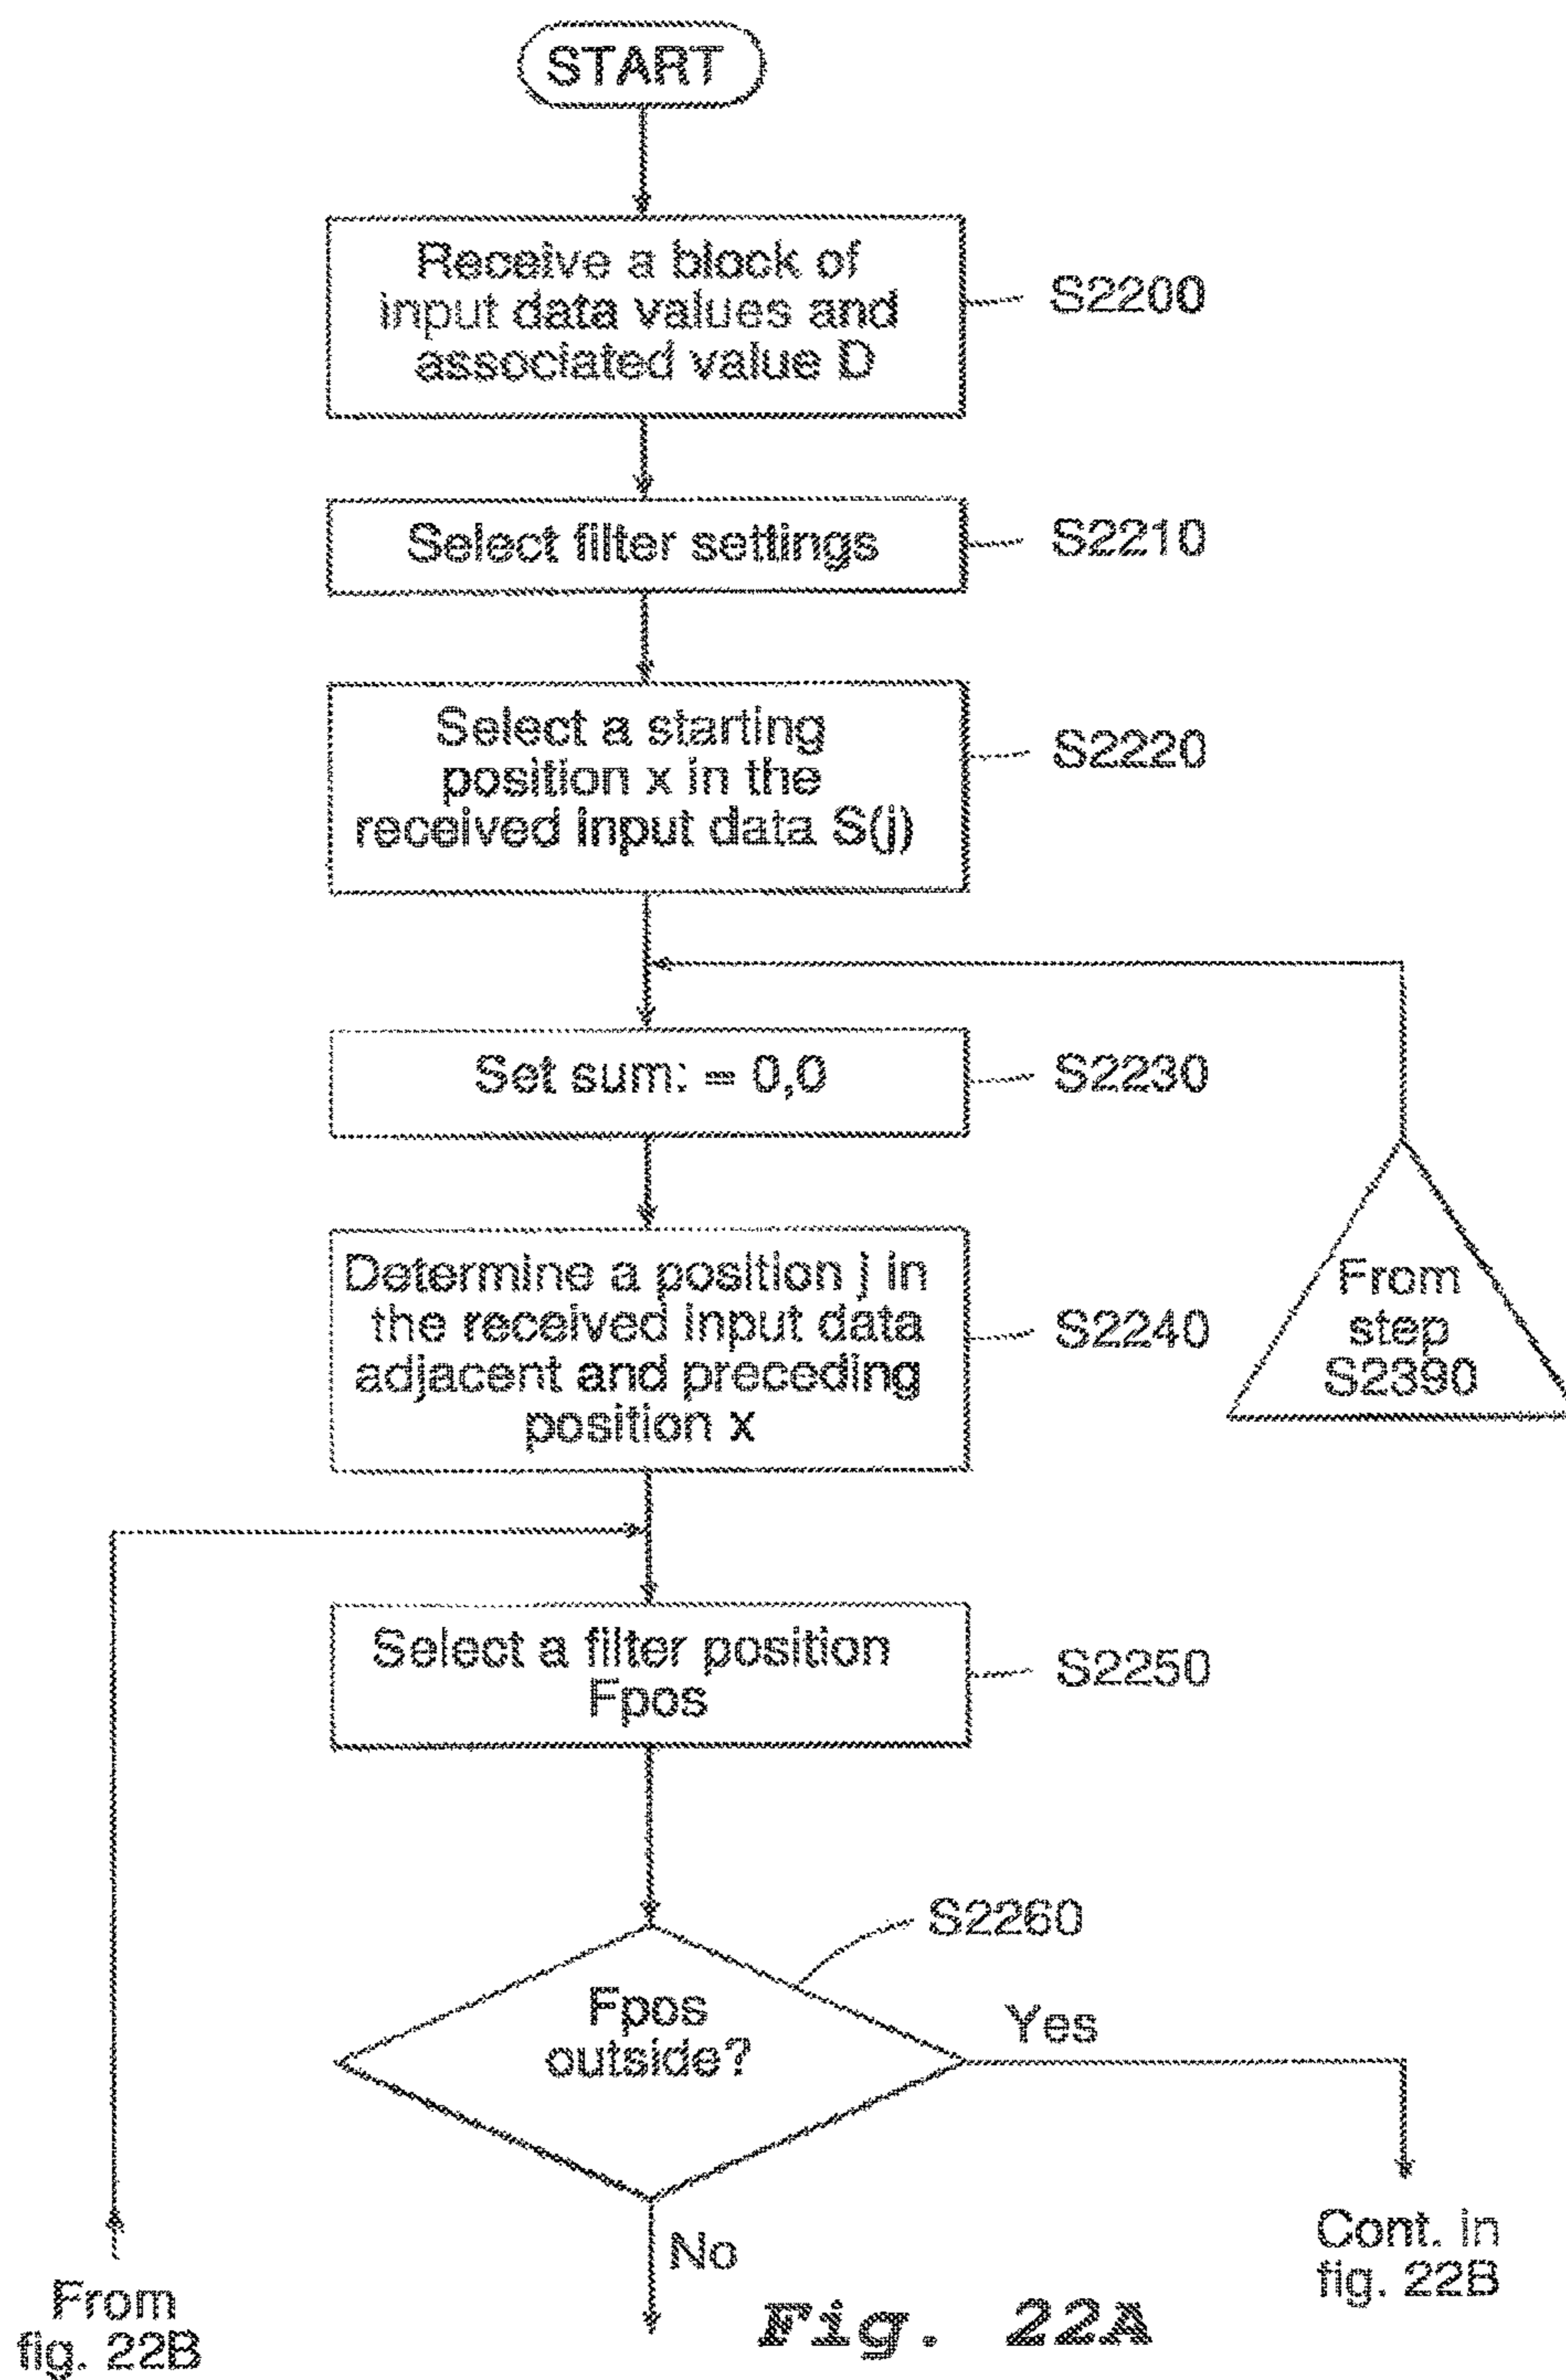 START
Receive a block of
input data values and
associated value D
S2200
Select filter settings
S2210
Select a starting
position x in the
received input data S(j)
S2220
Set sum: = 0,0
S2230
Determine a position j in
the received input data
adjacent and preceding
position x
S2240
From
step
S2390
Select a filter position
Fpos
S2250
S2260
Fpos
outside?
Yes
No
Cont. in
fig. 22B
From
fig. 22B
Fig. 22A